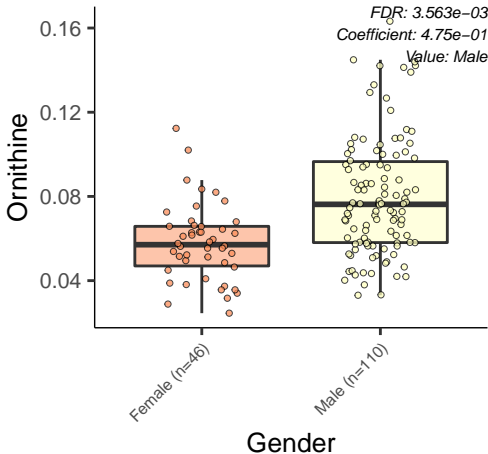 FDR: 3.563e−03
Coefficient: 4.75e−01
Value: Male
0.16
0.12
0.08
0.04
Ornithine
Female (n=46)
Male (n=110)
Gender